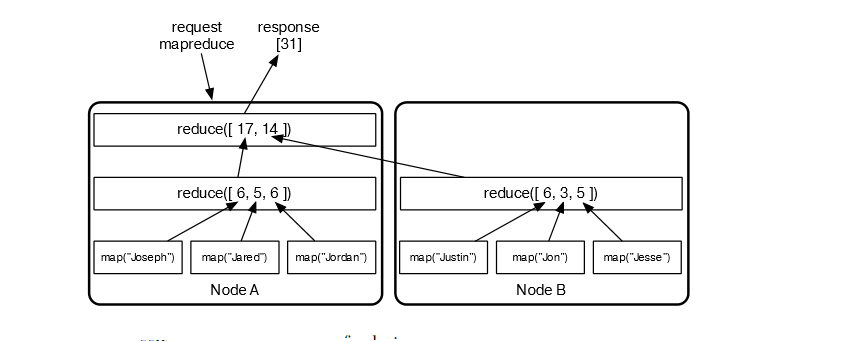 request
mapreduce
response
[31]
reduce([ 17, 14 ])
reduce([ 6, 5, 6 ])
reduce([ 6, 3, 5 ])
map("Joseph")
map("Jared")
map("Jordan")
map("Justin")
map("Jon")
map("Jesse")
Node A
Node B